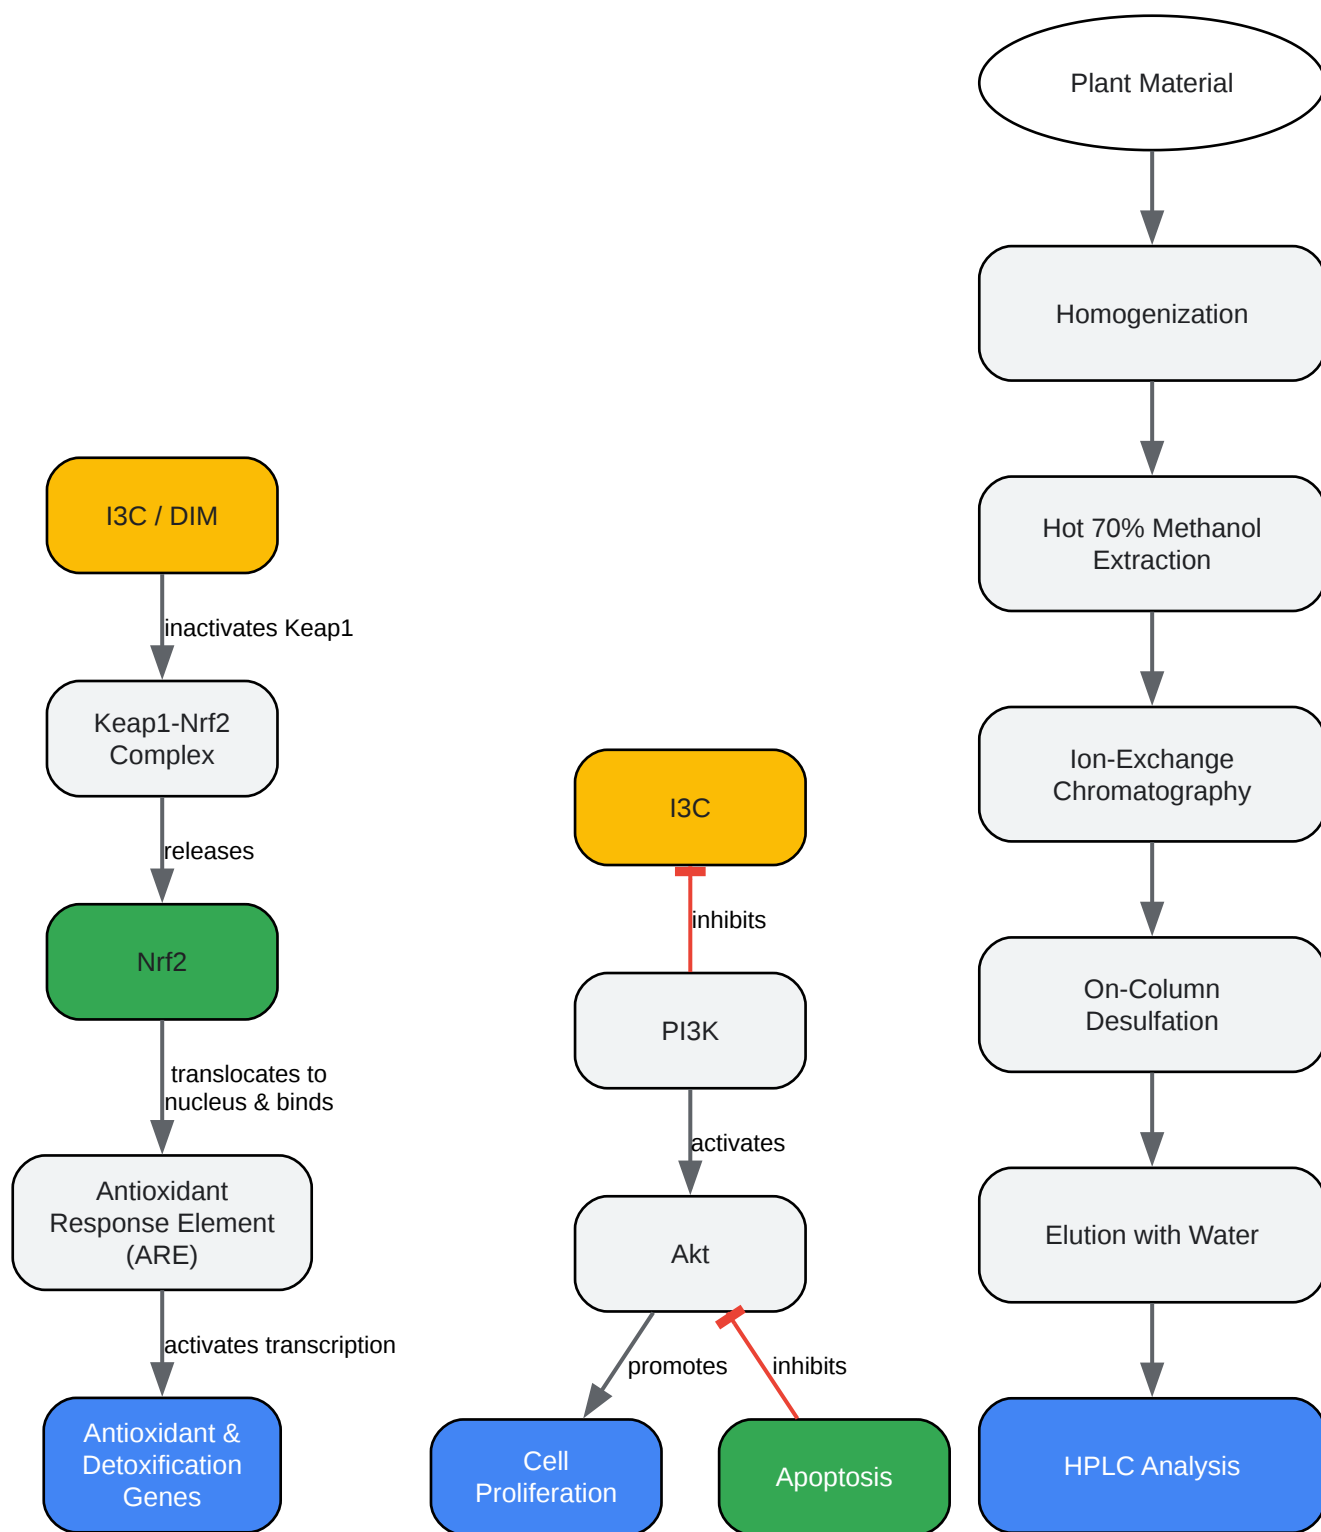 I3C / DIM
inactivates Keap1
Keap1-Nrf2
Complex
releases
Nrf2
translocates to
nucleus & binds
Antioxidant
Response Element
(ARE)
activates transcription
Antioxidant &
Detoxification
Genes
I3C
inhibits
PI3K
activates
Akt
promotes
inhibits
Cell
Proliferation
Apoptosis
Plant Material
Homogenization
Hot 70% Methanol
Extraction
Ion-Exchange
Chromatography
On-Column
Desulfation
Elution with Water
HPLC Analysis